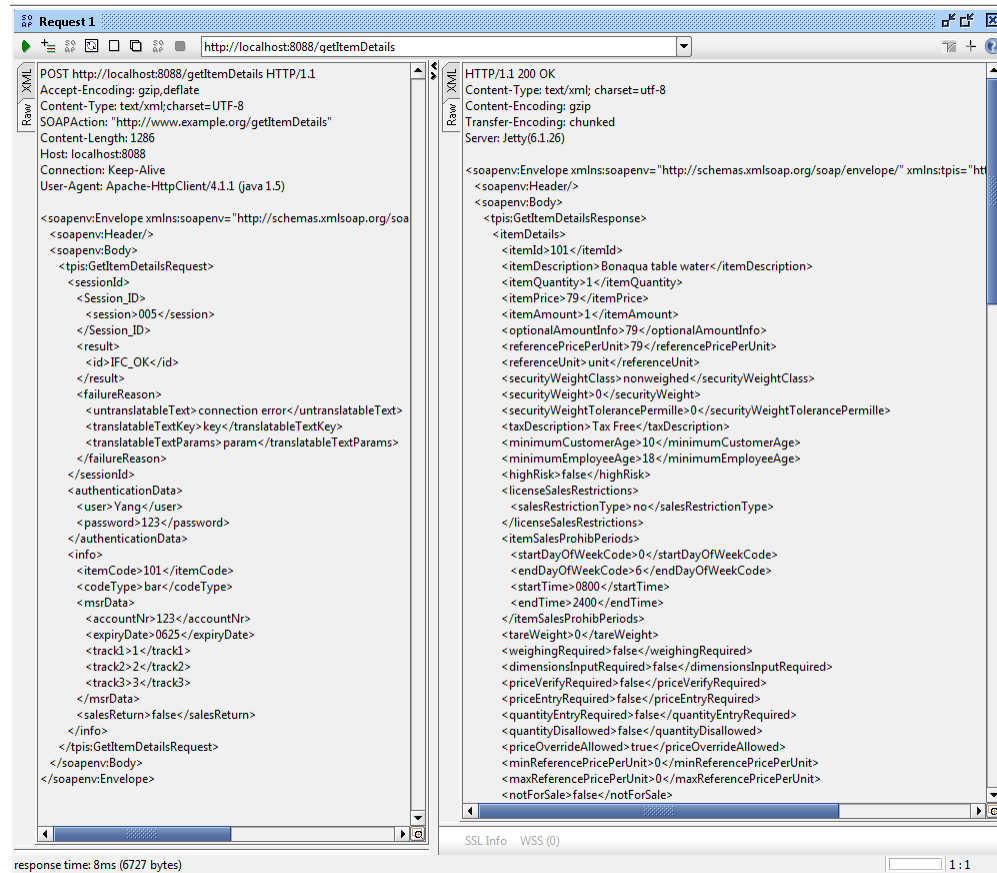 Request 1
http://localhost:8088/getItemDetails
XML
Raw
POST http://localhost:8088/getItemDetails HTTP/1.1
Accept-Encoding: gzip,deflate
Content-Type: text/xml;charset=UTF-8
SOAPAction: "http://www.example.org/getItemDetails"
Content-Length: 1286
Host: localhost:8088
Connection: Keep-Alive
User-Agent: Apache-HttpClient/4.1.1 (java 1.5)
<soapenv:Envelope xmlns:soapenv="http://schemas.xmlsoap.org/soa
<soapenv:Header/>
<soapenv:Body>
<tpis:GetItemDetailsRequest>
<sessionId>
<Session_ID>
<session>005</session>
</Session_ID>
<result>
<id>IFC_OK</id>
</result>
<failureReason>
<untranslatableText>connection error</untranslatableText>
<translatableTextKey>key</translatableTextKey>
<translatableTextParams>param</translatableTextParams>
</failureReason>
</sessionId>
<authenticationData>
<user>Yang</user>
<password>123</password>
</authenticationData>
<info>
<itemCode>101</itemCode>
<codeType>bar</codeType>
<msrData>
<accountNr>123</accountNr>
<expiryDate>0625</expiryDate>
<track1>1</track1>
<track2>2</track2>
<track3>3</track3>
</msrData>
<salesReturn>false</salesReturn>
</info>
</tpis:GetItemDetailsRequest>
</soapenv:Body>
</soapenv:Envelope>
XML
Raw
HTTP/1.1 200 OK
Content-Type: text/xml; charset=utf-8
Content-Encoding: gzip
Transfer-Encoding: chunked
Server: Jetty(6.1.26)
<soapenv:Envelope xmlns:soapenv="http://schemas.xmlsoap.org/soap/envelope/" xmlns:tpis="htt
<soapenv:Header/>
<soapenv:Body>
<tpis:GetItemDetailsResponse>
<itemDetails>
<itemId>101</itemId>
<itemDescription>Bonaqua table water</itemDescription>
<itemQuantity>1</itemQuantity>
<itemPrice>79</itemPrice>
<itemAmount>1</itemAmount>
<optionalAmountInfo>79</optionalAmountInfo>
<referencePricePerUnit>79</referencePricePerUnit>
<referenceUnit>unit</referenceUnit>
<securityWeightClass>nonweighed</securityWeightClass>
<securityWeight>0</securityWeight>
<securityWeightTolerancePermille>0</securityWeightTolerancePermille>
<taxDescription>Tax Free</taxDescription>
<minimumCustomerAge>10</minimumCustomerAge>
<minimumEmployeeAge>18</minimumEmployeeAge>
<highRisk>false</highRisk>
<licenseSalesRestrictions>
<salesRestrictionType>no</salesRestrictionType>
</licenseSalesRestrictions>
<itemSalesProhibPeriods>
<startDayOfWeekCode>0</startDayOfWeekCode>
<endDayOfWeekCode>6</endDayOfWeekCode>
<startTime>0800</startTime>
<endTime>2400</endTime>
</itemSalesProhibPeriods>
<tareWeight>0</tareWeight>
<weighingRequired>false</weighingRequired>
<dimensionsInputRequired>false</dimensionsInputRequired>
<priceVerifyRequired>false</priceVerifyRequired>
<priceEntryRequired>false</priceEntryRequired>
<quantityEntryRequired>false</quantityEntryRequired>
<quantityDisallowed>false</quantityDisallowed>
<priceOverrideAllowed>true</priceOverrideAllowed>
<minReferencePricePerUnit>0</minReferencePricePerUnit>
<maxReferencePricePerUnit>0</maxReferencePricePerUnit>
<notForSale>false</notForSale>
SSL Info WSS (0)
response time: 8ms (6727 bytes)
1 : 1